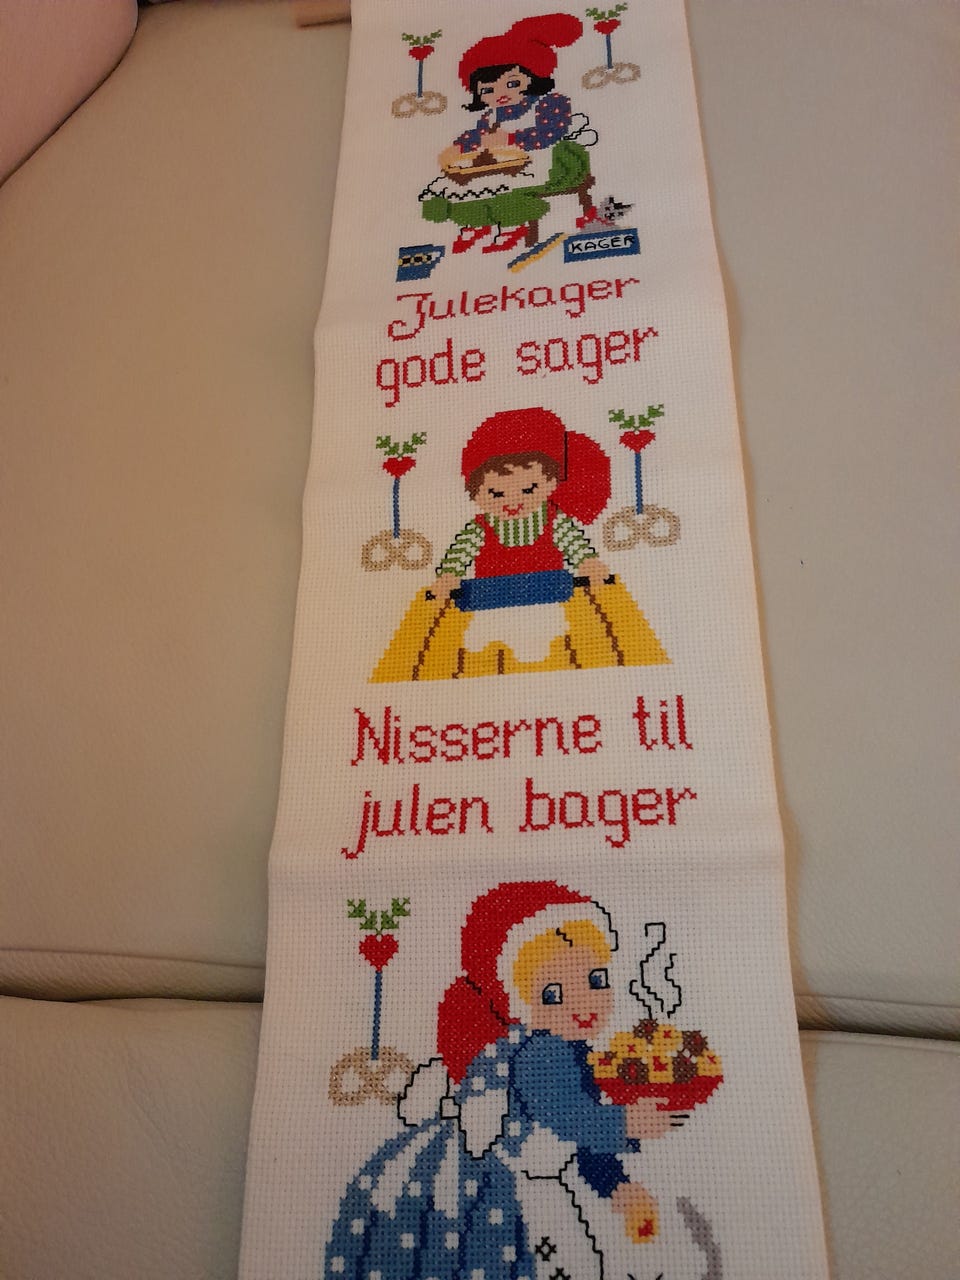 KAGER
Julekager
gode sager
Nisserne til
julen bager